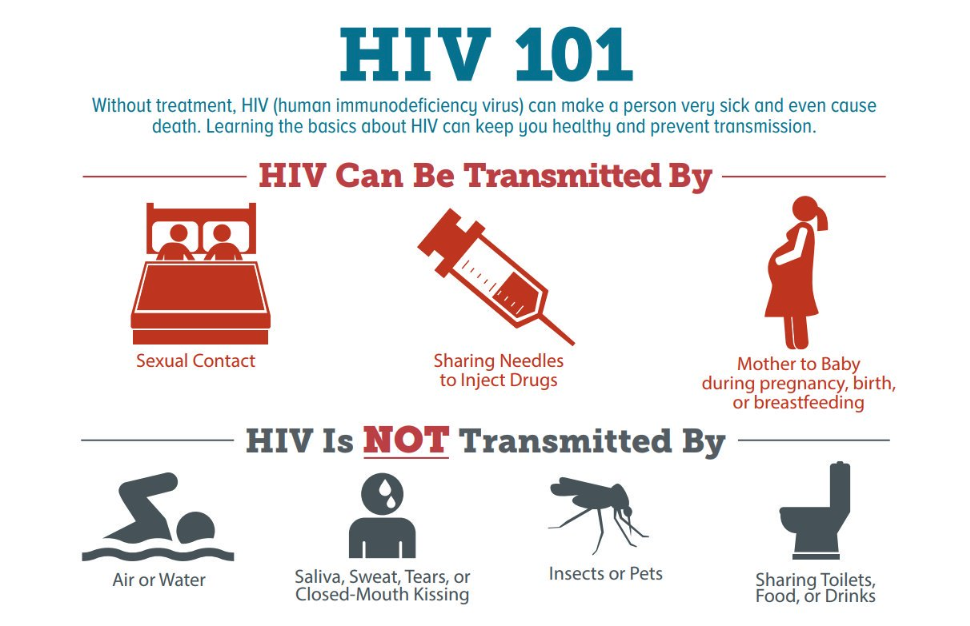 HIV 101
Without treatment, HIV (human immunodeficiency virus) can make a person very sick and even cause
death. Learning the basics about HIV can keep you healthy and prevent transmission.
HIV Can Be Transmitted By
Sexual Contact
Sharing Needles
to Inject Drugs
Mother to Baby
during pregnancy, birth,
or breastfeeding
HIV Is NOT Transmitted By
Air or Water
Saliva, Sweat, Tears, or
Closed-Mouth Kissing
Insects or Pets
Sharing Toilets,
Food, or Drinks